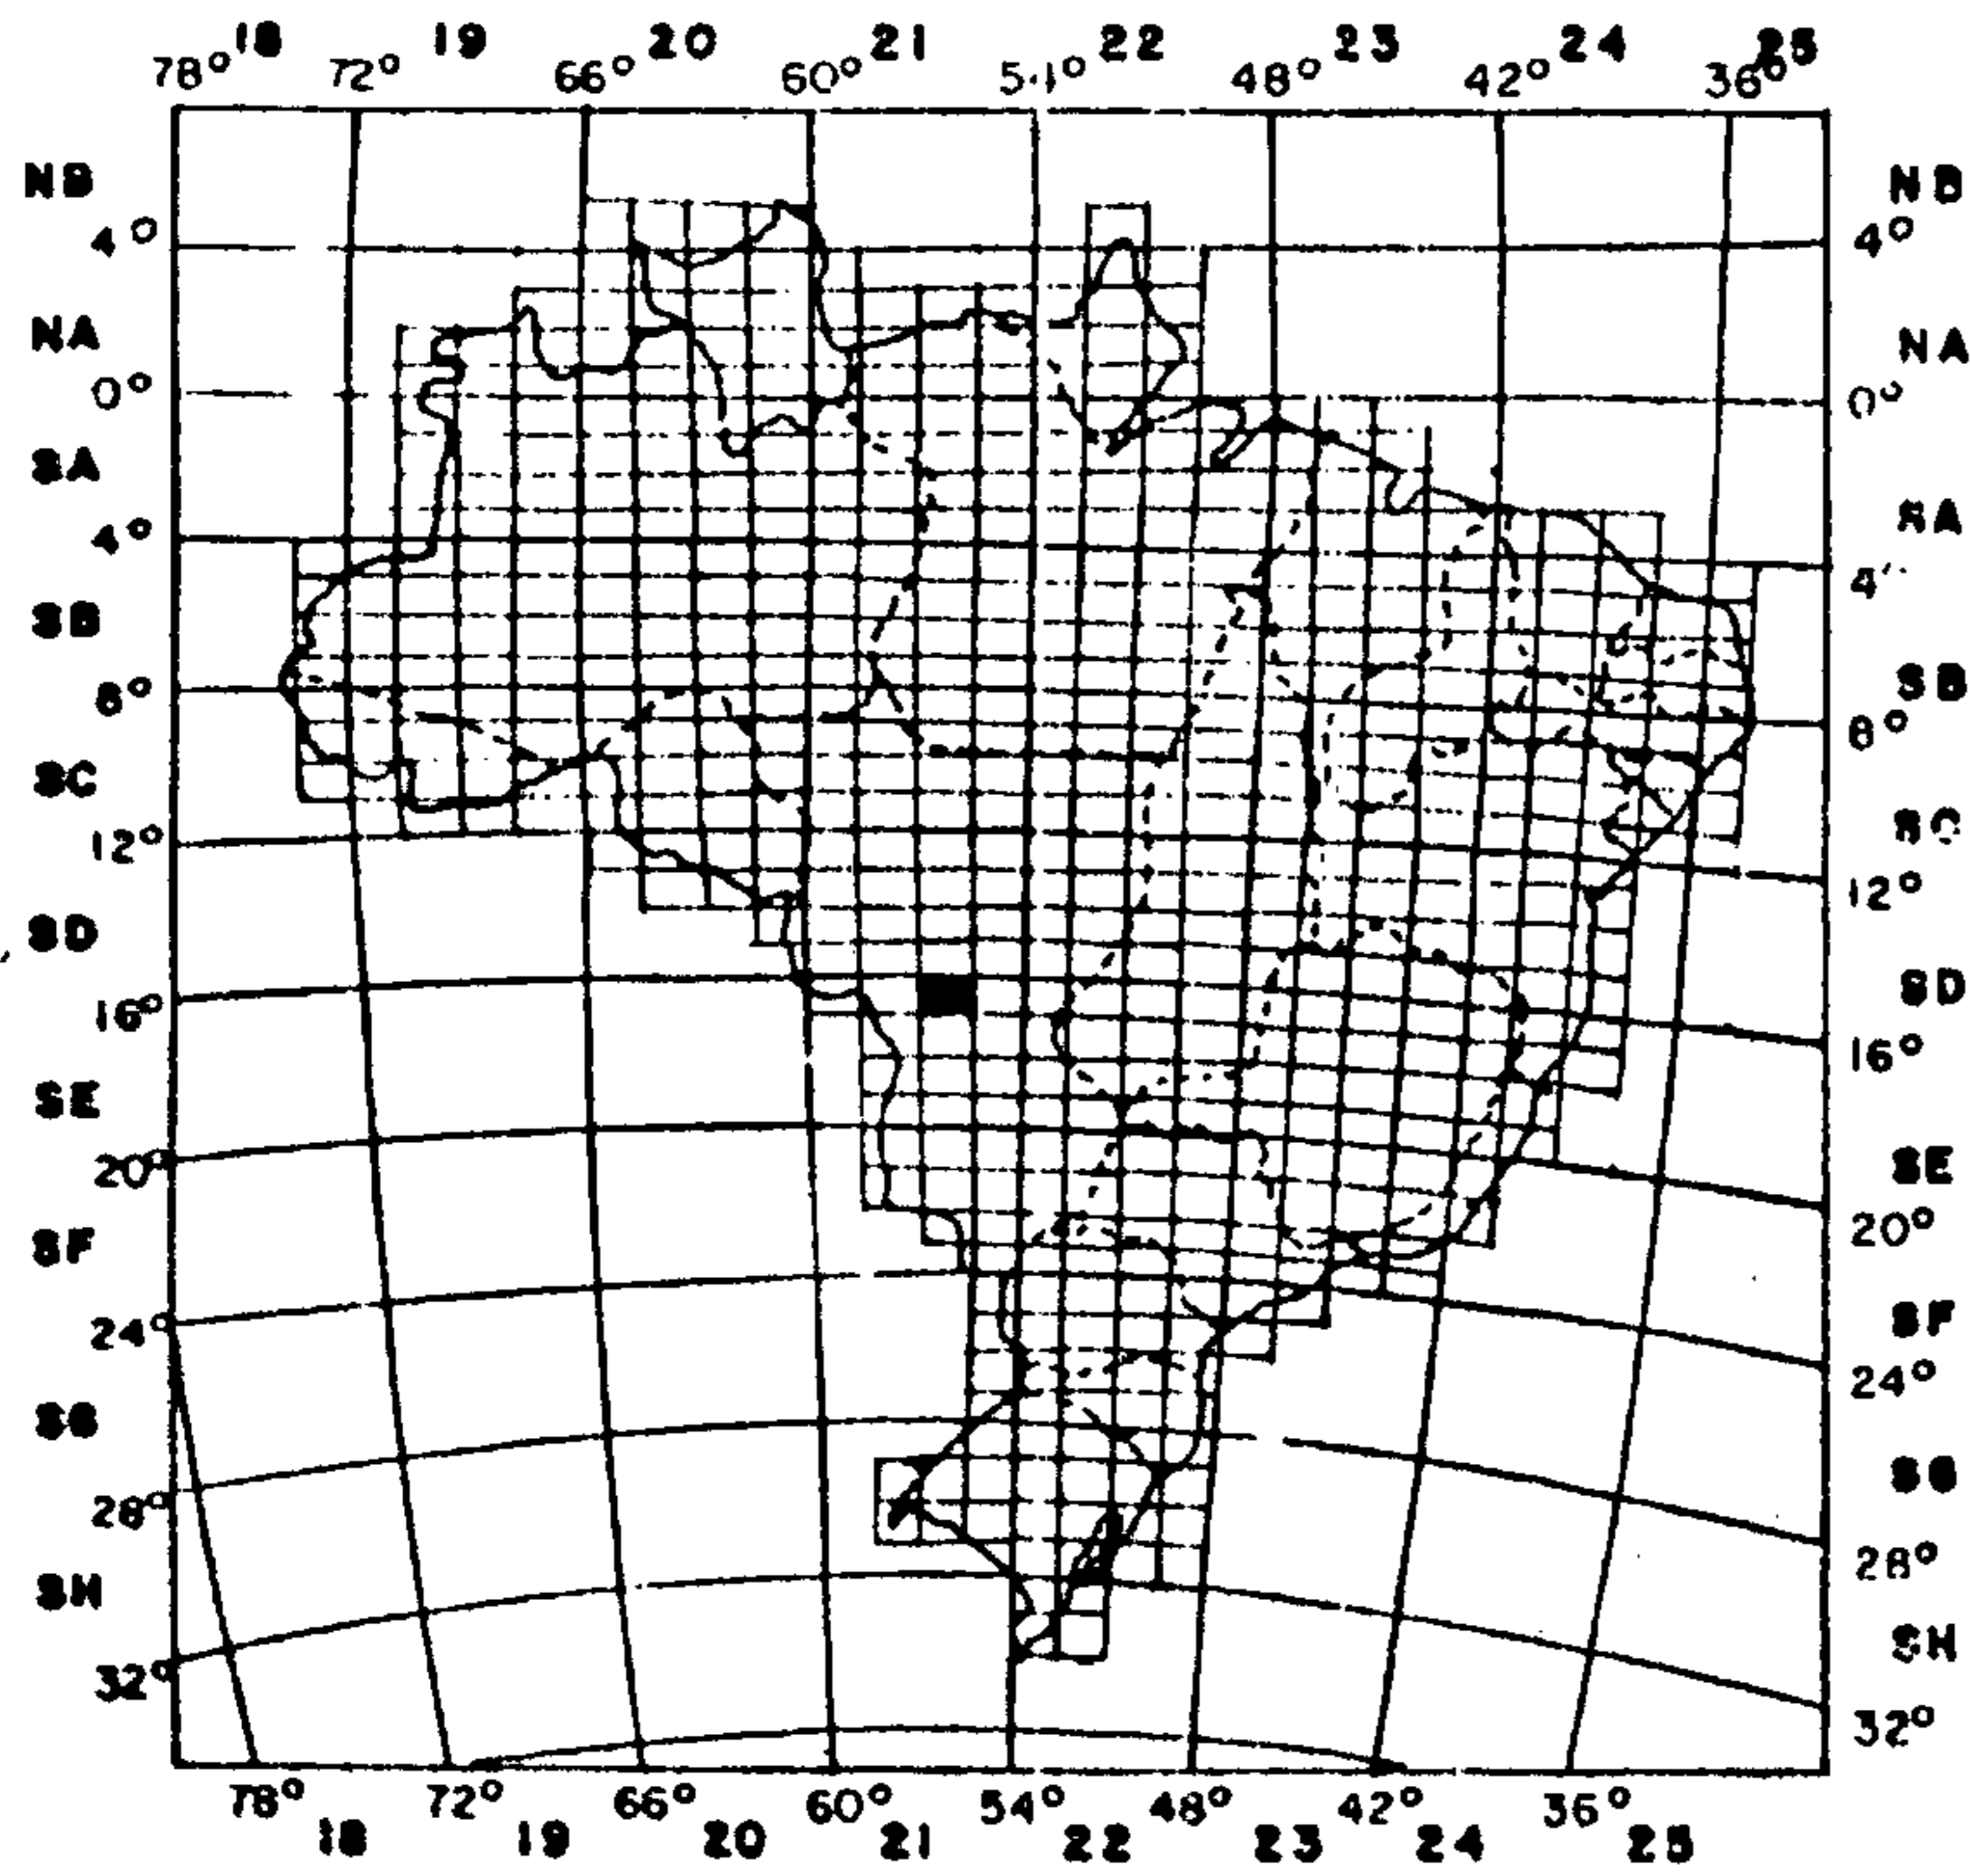 18 19 20 21 22 23 24 25
78° 72° 66° 60° 54° 48° 42° 36°
NB NB
4° 4°
NA NA
0° 0°
SA SA
4° 4°
SB SB
8° 8°
SC SC
12° 12°
SD SD
16° 16°
SE SE
20° 20°
SF SF
24° 24°
SG SG
28° 28°
SH SH
32° 32°
78° 72° 66° 60° 54° 48° 42° 36°
18 19 20 21 22 23 24 25